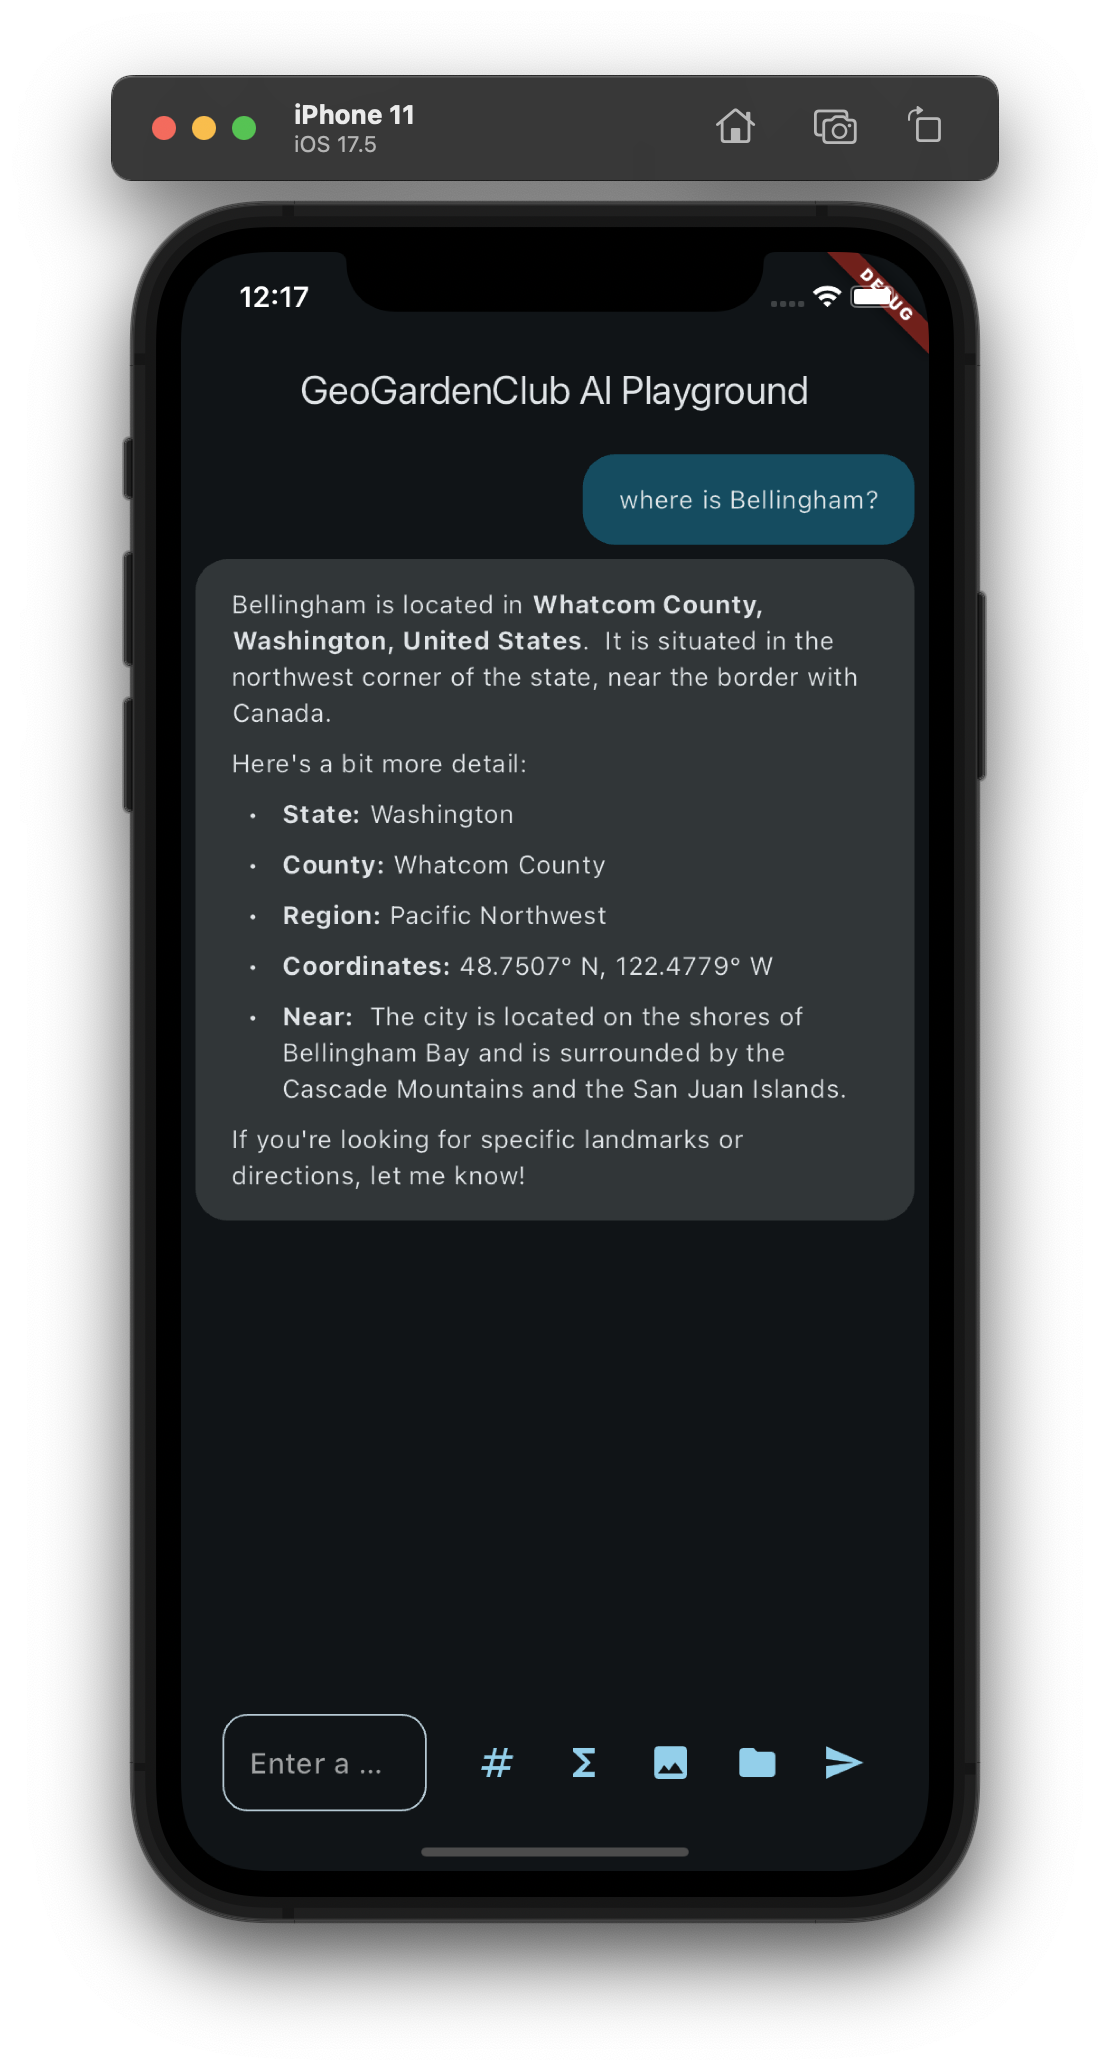 iPhone 11
iOS 17.5
12:17
DEBUG
GeoGardenClub AI Playground
where is Bellingham?
Bellingham is located in Whatcom County,
Washington, United States.  It is situated in the
northwest corner of the state, near the border with
Canada.
Here's a bit more detail:
• State: Washington
• County: Whatcom County
• Region: Pacific Northwest
• Coordinates: 48.7507° N, 122.4779° W
• Near:  The city is located on the shores of
Bellingham Bay and is surrounded by the
Cascade Mountains and the San Juan Islands.
If you're looking for specific landmarks or
directions, let me know!
Enter a ...